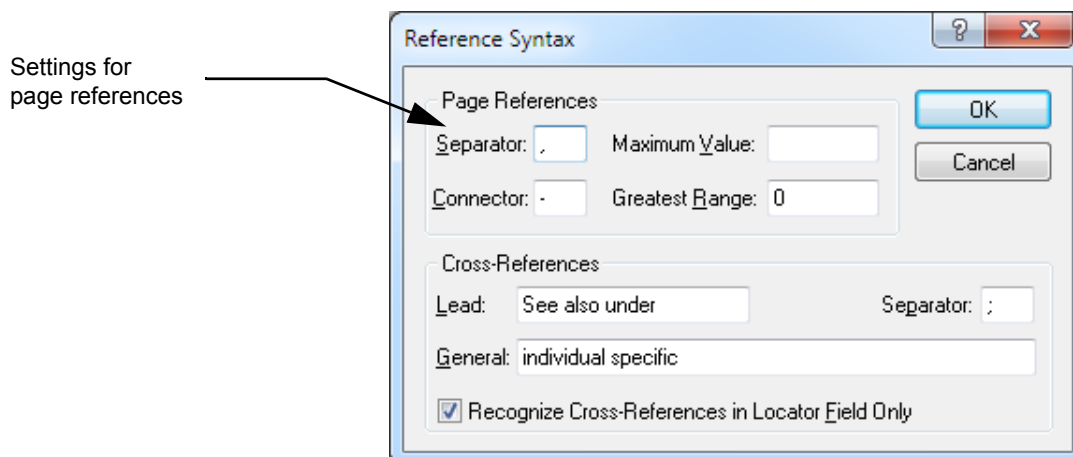 Settings for
page references
Reference Syntax
Page References
Separator: , Maximum Value:
Connector: - Greatest Range: 0
OK
Cancel
Cross-References
Lead: See also under Separator: ;
General: individual specific
Recognize Cross-References in Locator Field Only